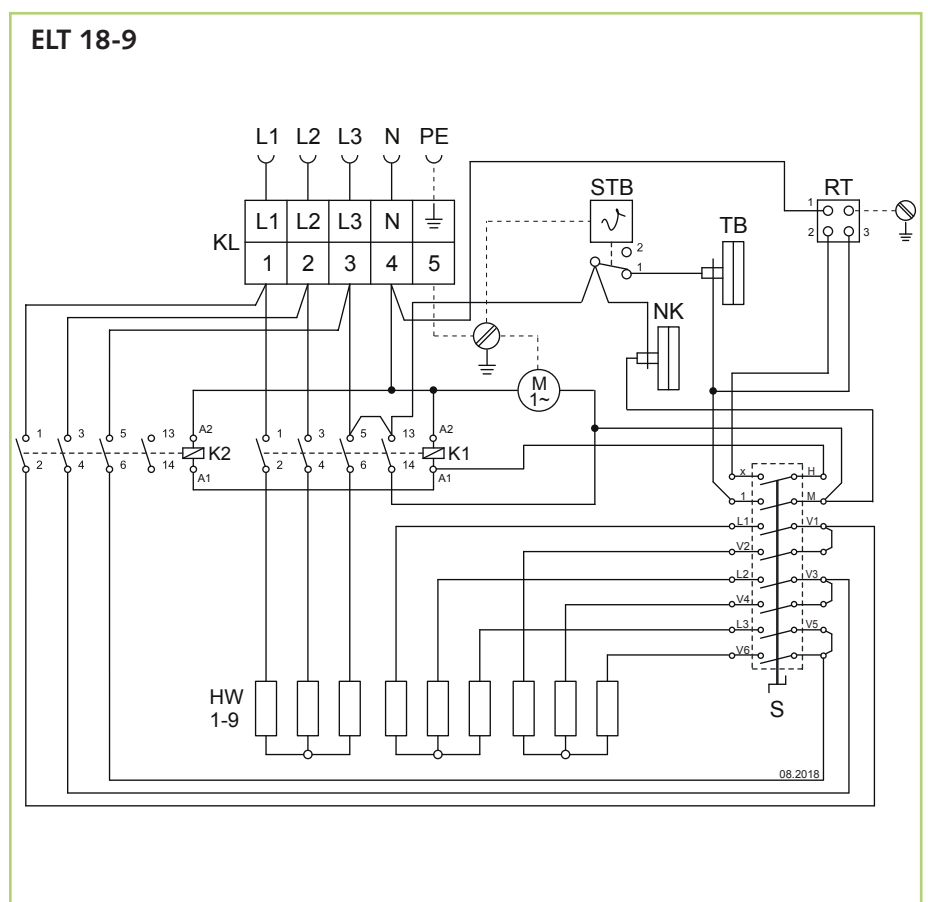 ELT 18-9
L1 L2 L3 N PE
STB
RT
KL
L1 L2 L3 N
1 2 3 4 5
1
2 3
TB
2
1
NK
M
1~
1 3 5 13 A2
K2
2 4 6 14 A1
1 3 5 13 A2
K1
2 4 6 14 A1
x H
1 M
L1 V1
V2
L2 V3
V4
L3 V5
V6
S
HW
1-9
08.2018